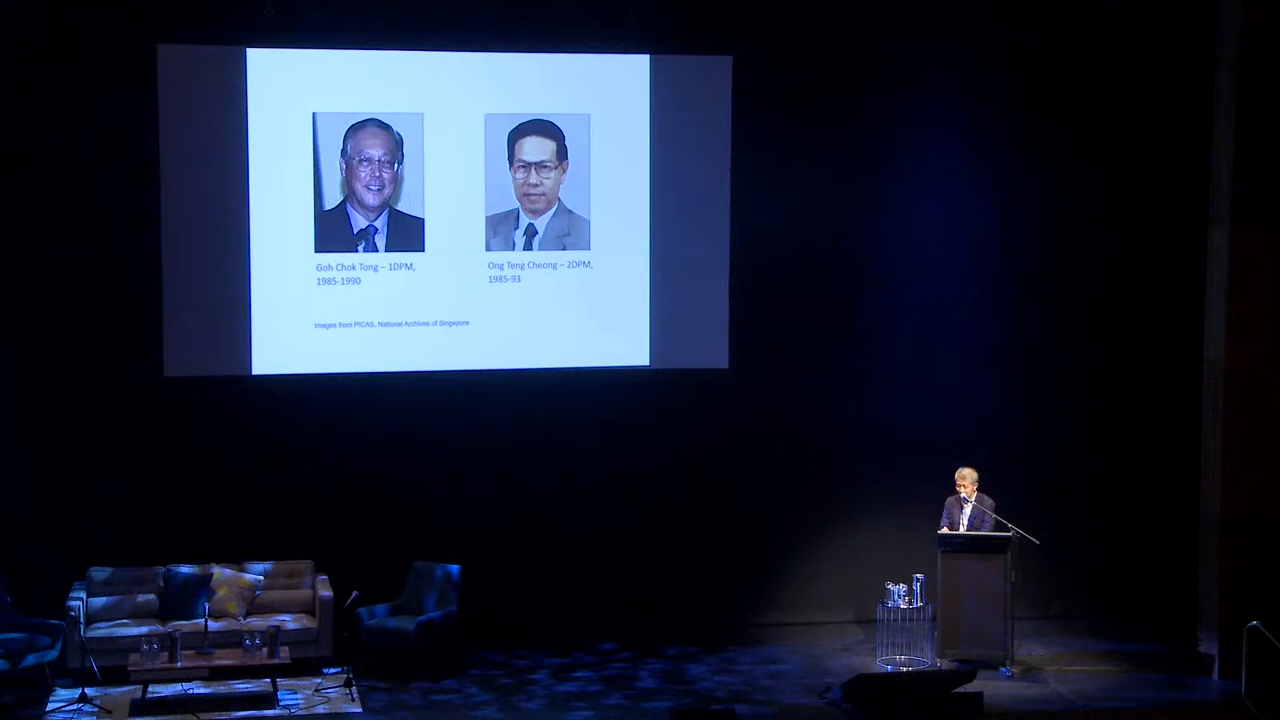 Goh Chok Tong – 1DPM,
1985-1990
Ong Teng Cheong – 2DPM,
1985-93
Images from PICAS, National Archives of Singapore